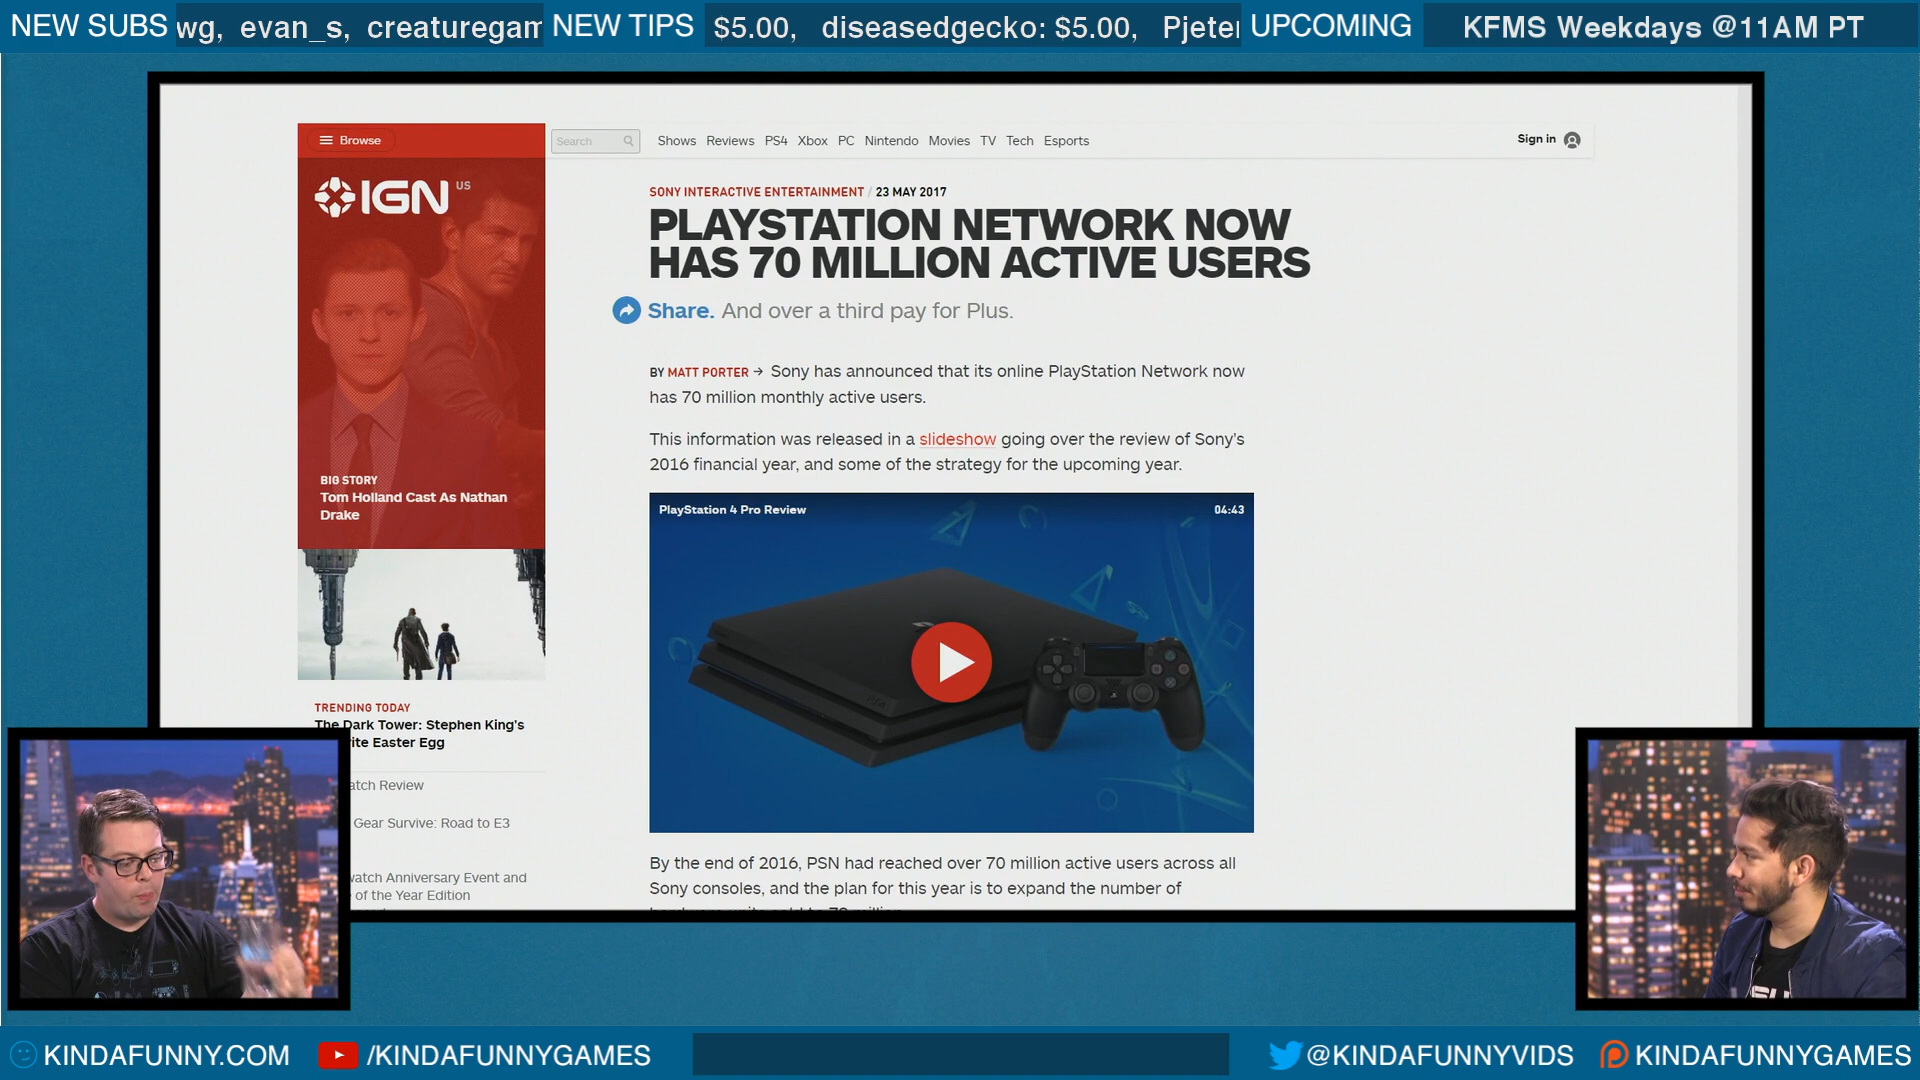 NEW SUBS wg, evan_s, creaturegam NEW TIPS $5.00, diseasedgecko: $5.00, Pjeter UPCOMING KFMS Weekdays @11AM PT
Browse
Search
Shows Reviews PS4 Xbox PC Nintendo Movies TV Tech Esports
Sign in
IGN US
BIG STORY
Tom Holland Cast As Nathan
Drake
TRENDING TODAY
The Dark Tower: Stephen King's
ite Easter Egg
atch Review
Gear Survive: Road to E3
atch Anniversary Event and
of the Year Edition
SONY INTERACTIVE ENTERTAINMENT / 23 MAY 2017
PLAYSTATION NETWORK NOW
HAS 70 MILLION ACTIVE USERS
Share. And over a third pay for Plus.
BY MATT PORTER → Sony has announced that its online PlayStation Network now
has 70 million monthly active users.
This information was released in a slideshow going over the review of Sony's
2016 financial year, and some of the strategy for the upcoming year.
PlayStation 4 Pro Review 04:43
By the end of 2016, PSN had reached over 70 million active users across all
Sony consoles, and the plan for this year is to expand the number of
KINDAFUNNY.COM /KINDAFUNNYGAMES @KINDAFUNNYVIDS KINDAFUNNYGAMES